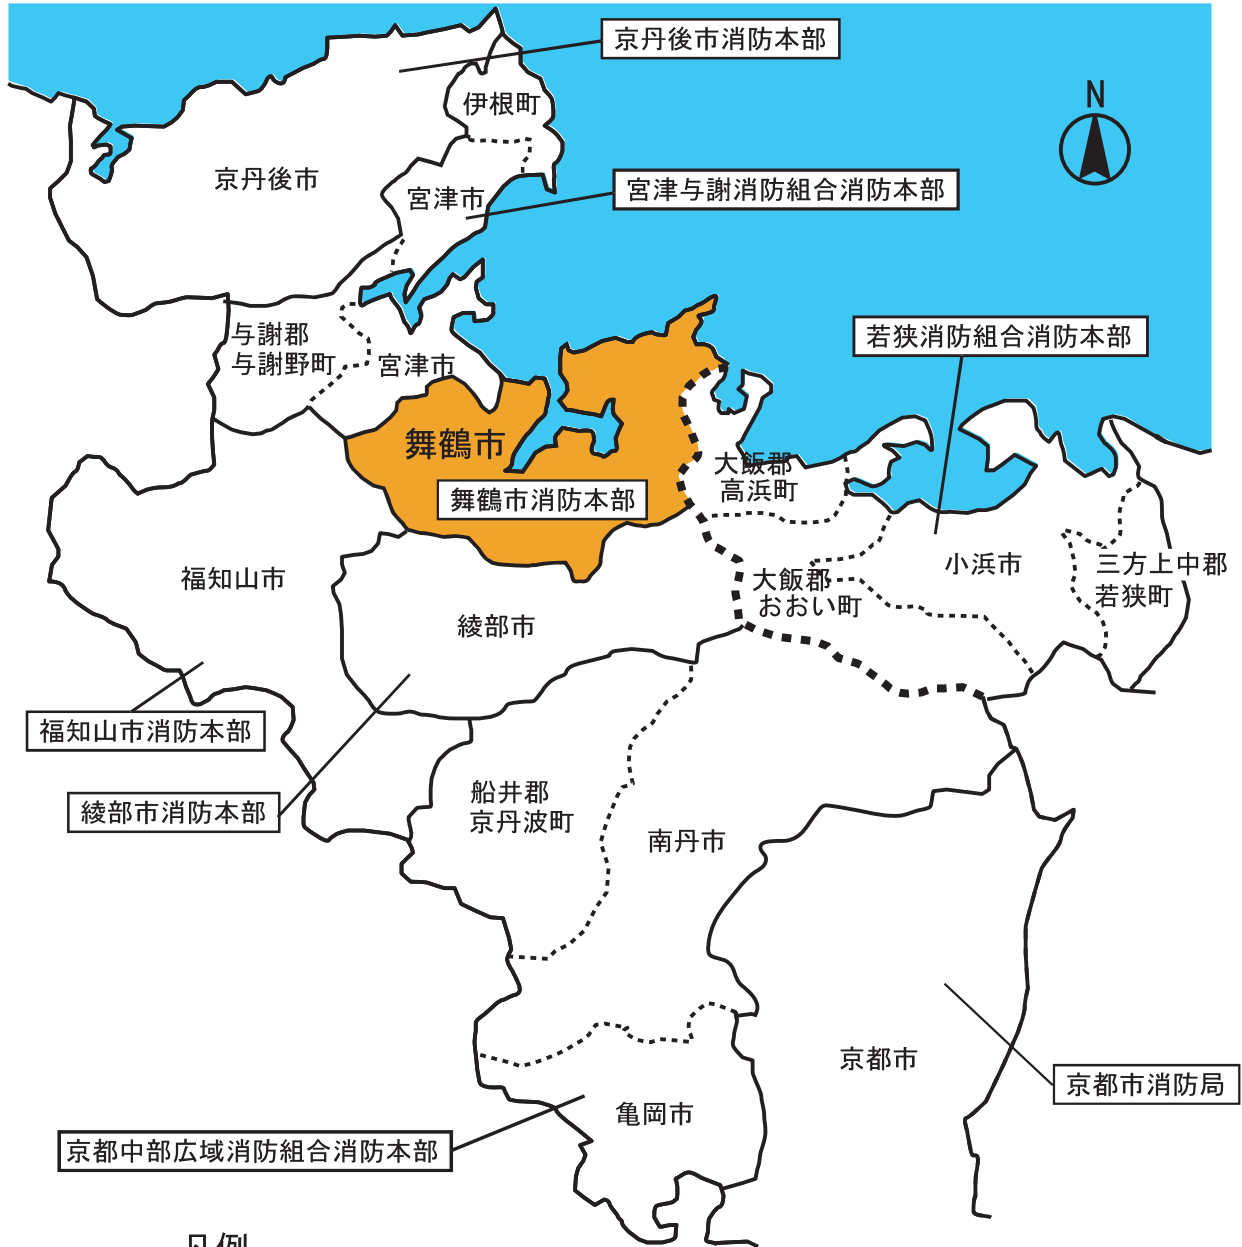 京丹後市消防本部
N
伊根町
京丹後市
宮津市
宮津与謝消防組合消防本部
与謝郡
与謝野町
宮津市
若狭消防組合消防本部
舞鶴市
舞鶴市消防本部
大飯郡
高浜町
福知山市
小浜市
三方上中郡
若狭町
大飯郡
おおい町
綾部市
福知山市消防本部
綾部市消防本部
船井郡
京丹波町
南丹市
京都市
京都市消防局
亀岡市
京都中部広域消防組合消防本部
凡例